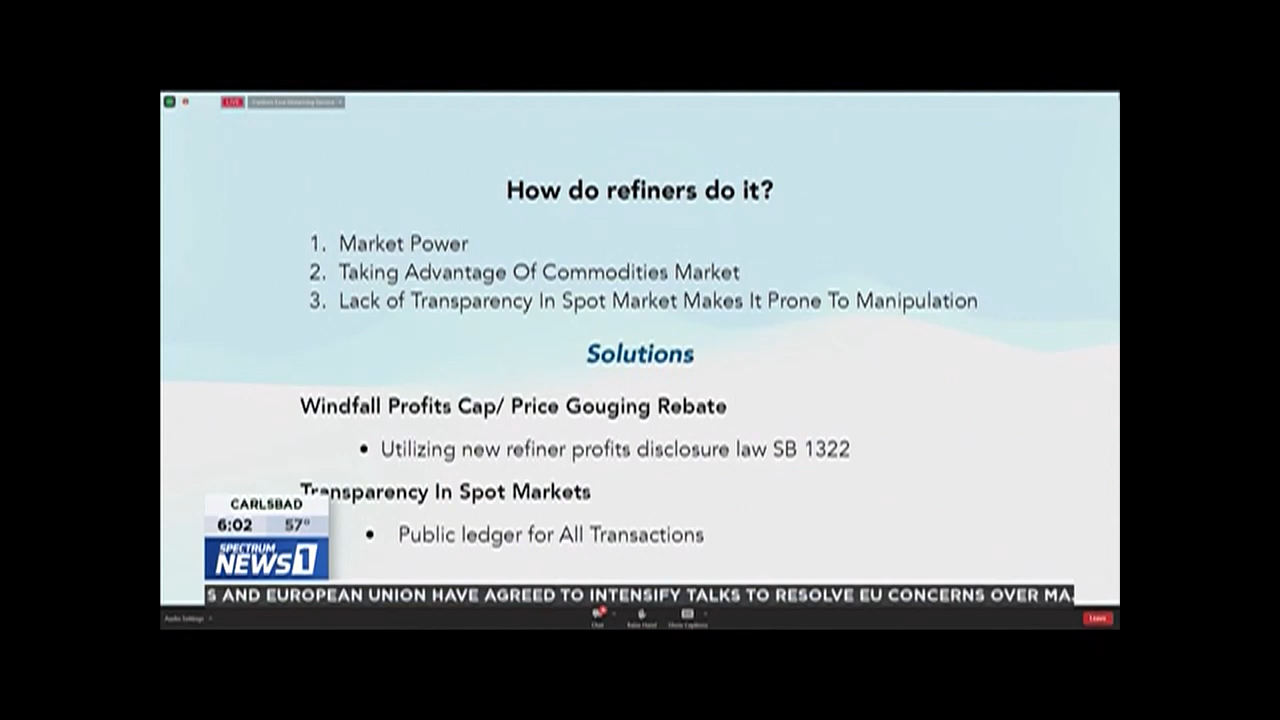 LIVE
How do refiners do it?
1. Market Power
2. Taking Advantage Of Commodities Market
3. Lack of Transparency In Spot Market Makes It Prone To Manipulation
Solutions
Windfall Profits Cap/ Price Gouging Rebate
• Utilizing new refiner profits disclosure law SB 1322
Transparency In Spot Markets
• Public ledger for All Transactions
CARLSBAD
6:02 57°
SPECTRUM
NEWS 1
S AND EUROPEAN UNION HAVE AGREED TO INTENSIFY TALKS TO RESOLVE EU CONCERNS OVER MA
Audio Settings
Chat
Raise Hand
Show Captions
Leave